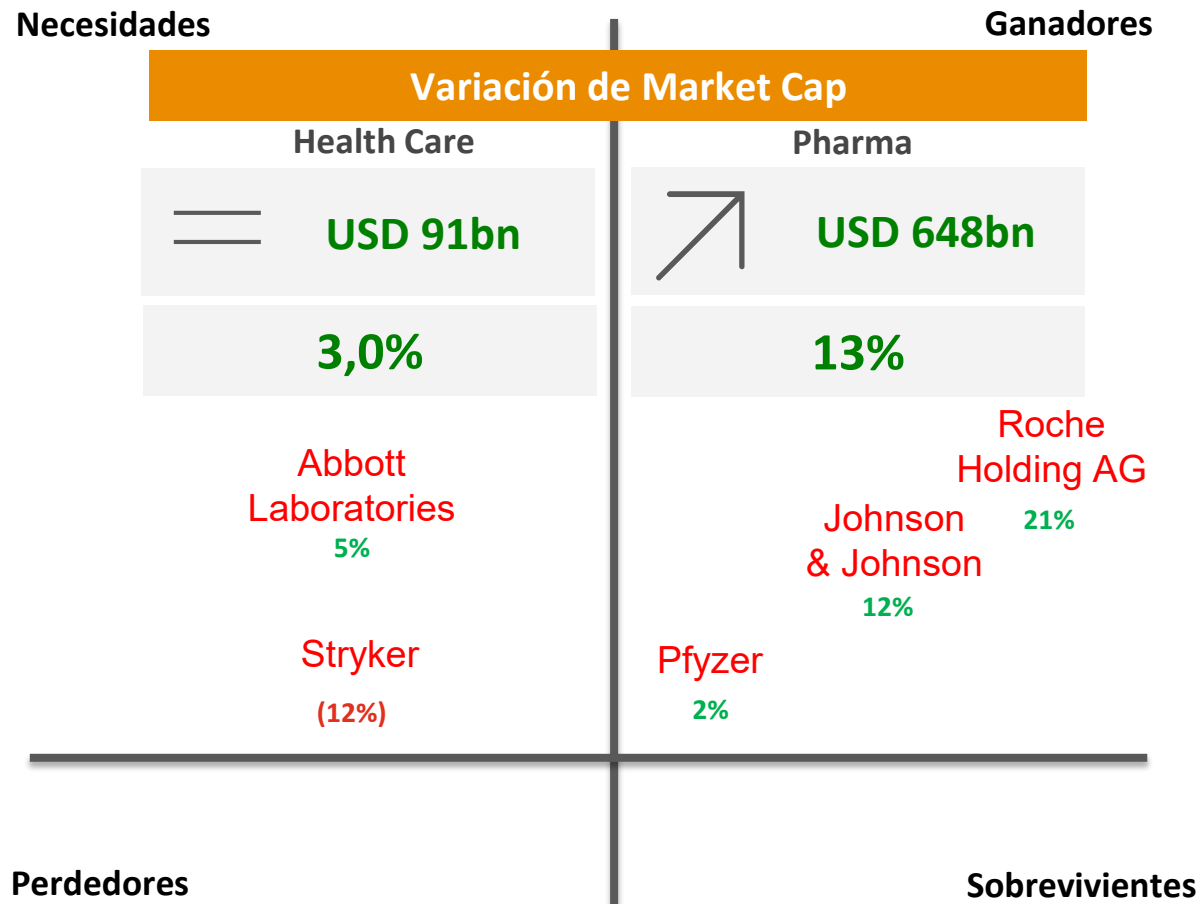 Necesidades
Ganadores
Variación de Market Cap
Health Care
Pharma
USD 91bn
USD 648bn
3,0%
13%
Roche
Holding AG
21%
Abbott
Laboratories
5%
Johnson
& Johnson
12%
Stryker
(12%)
Pfyzer
2%
Perdedores
Sobrevivientes